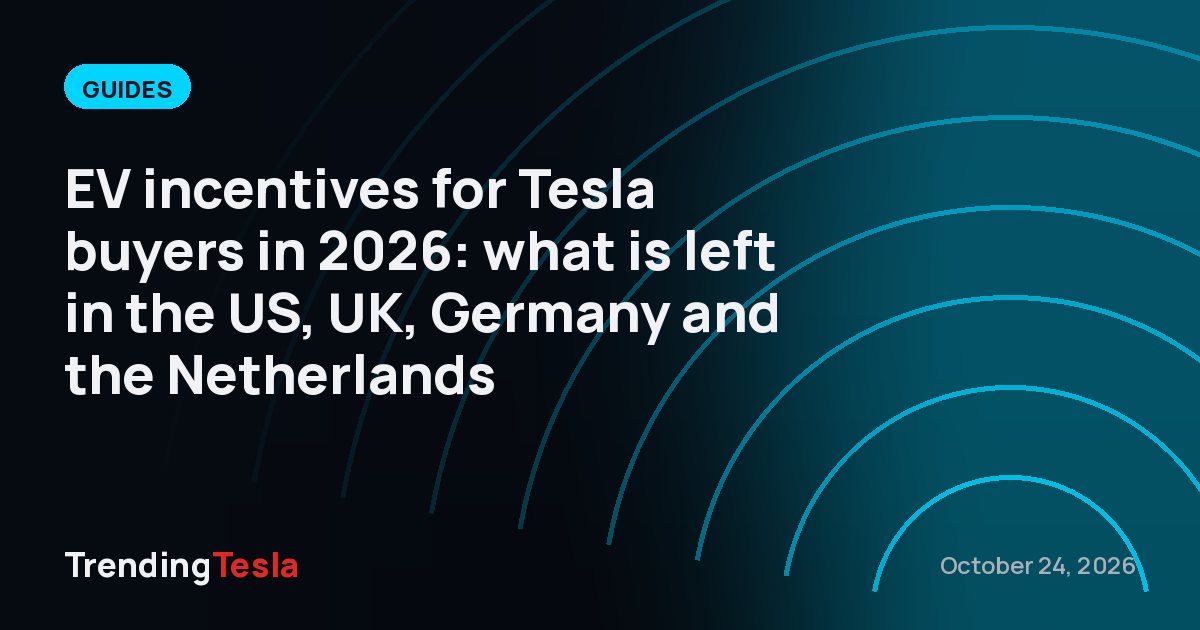 GUIDES
EV incentives for Tesla
buyers in 2026: what is left
in the US, UK, Germany and
the Netherlands
TrendingTesla
October 24, 2026